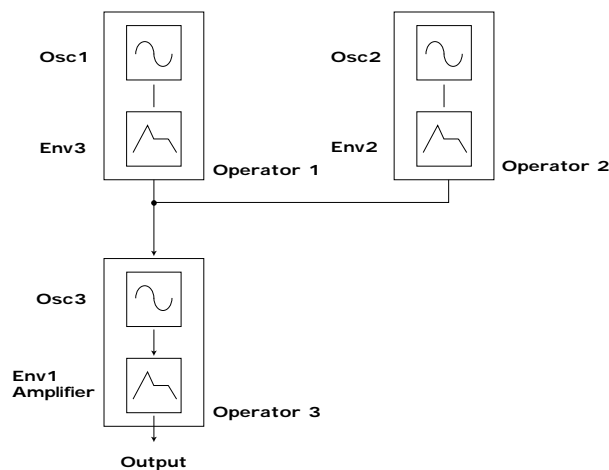 Osc1
Osc2
Env3
Env2
Operator 1
Operator 2
Osc3
Env1
Amplifier
Operator 3
Output